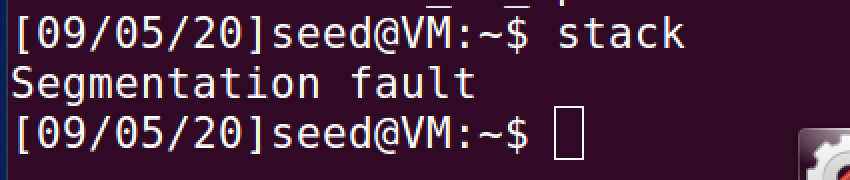 [09/05/20]seed@VM:~$ stack
Segmentation fault
[09/05/20]seed@VM:~$